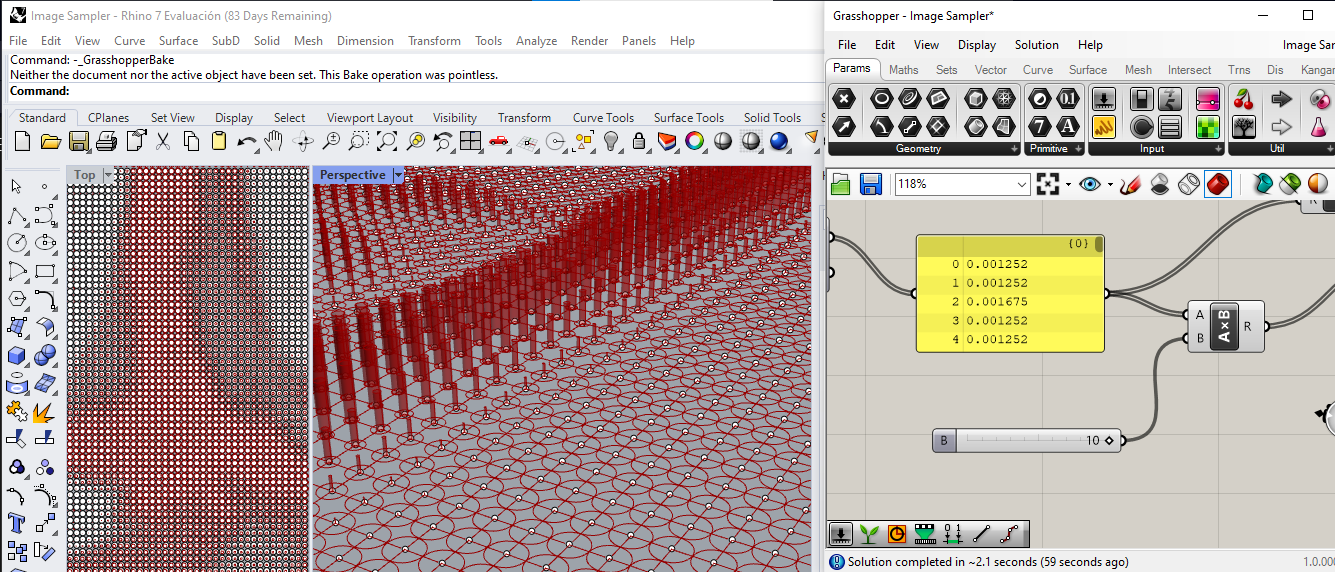 Image Sampler - Rhino 7 Evaluación (83 Days Remaining)
File Edit View Curve Surface SubD Solid Mesh Dimension Transform Tools Analyze Render Panels Help
Command: -_GrasshopperBake
Neither the document nor the active object have been set. This Bake operation was pointless.
Command:
Standard CPlanes Set View Display Select Viewport Layout Visibility Transform Curve Tools Surface Tools Solid Tools S
Top
Perspective
Grasshopper - Image Sampler*
File Edit View Display Solution Help Image Sar
Params Maths Sets Vector Curve Surface Mesh Intersect Trns Dis Kangar
Geometry Primitive Input Util
118%
{0}
0 0.001252
1 0.001252
2 0.001675
3 0.001252
4 0.001252
A
B
A×B
R
B 10
Solution completed in ~2.1 seconds (59 seconds ago) 1.0.000